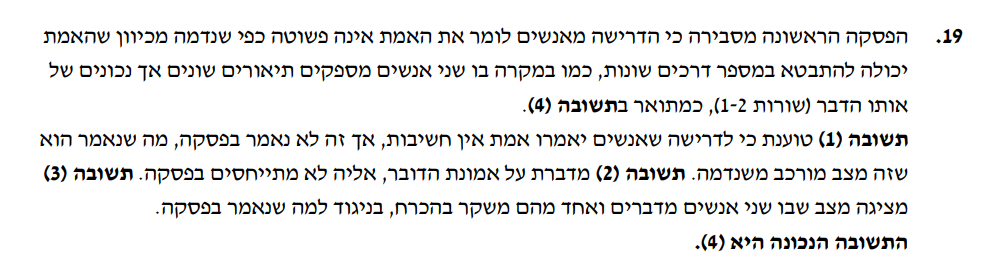 19. הפסקה הראשונה מסבירה כי הדרישה מאנשים לומר את האמת אינה פשוטה כפי שנדמה מכיוון שהאמת
יכולה להתבטא במספר דרכים שונות, כמו במקרה בו שני אנשים מספקים תיאורים שונים אך נכונים של
אותו הדבר (שורות 1-2), כמתואר בתשובה (4).
תשובה (1) טוענת כי לדרישה שאנשים יאמרו אמת אין חשיבות, אך זה לא נאמר בפסקה, מה שנאמר הוא
שזה מצב מורכב משנדמה. תשובה (2) מדברת על אמונת הדובר, אליה לא מתייחסים בפסקה. תשובה (3)
מציגה מצב שבו שני אנשים מדברים ואחד מהם משקר בהכרח, בניגוד למה שנאמר בפסקה.
התשובה הנכונה היא (4).